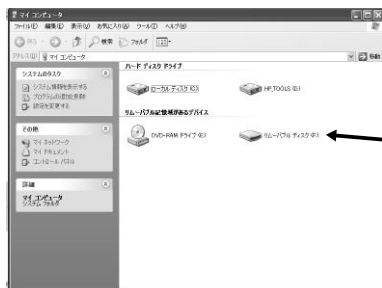 マイ コンピュータ
ファイル(F) 編集(E) 表示(V) お気に入り(A) ツール(T) ヘルプ(H)
戻る 検索 フォルダ
アドレス(D) マイ コンピュータ 移動
システムのタスク
システム情報を表示する
プログラムの追加と削除
設定を変更する
その他
マイ ネットワーク
マイ ドキュメント
コントロール パネル
詳細
マイ コンピュータ
システム フォルダ
ハード ディスク ドライブ
ローカル ディスク (C:)
HP_TOOLS (D:)
リムーバブル記憶域があるデバイス
DVD-RAM ドライブ (E:)
リムーバブル ディスク (F:)